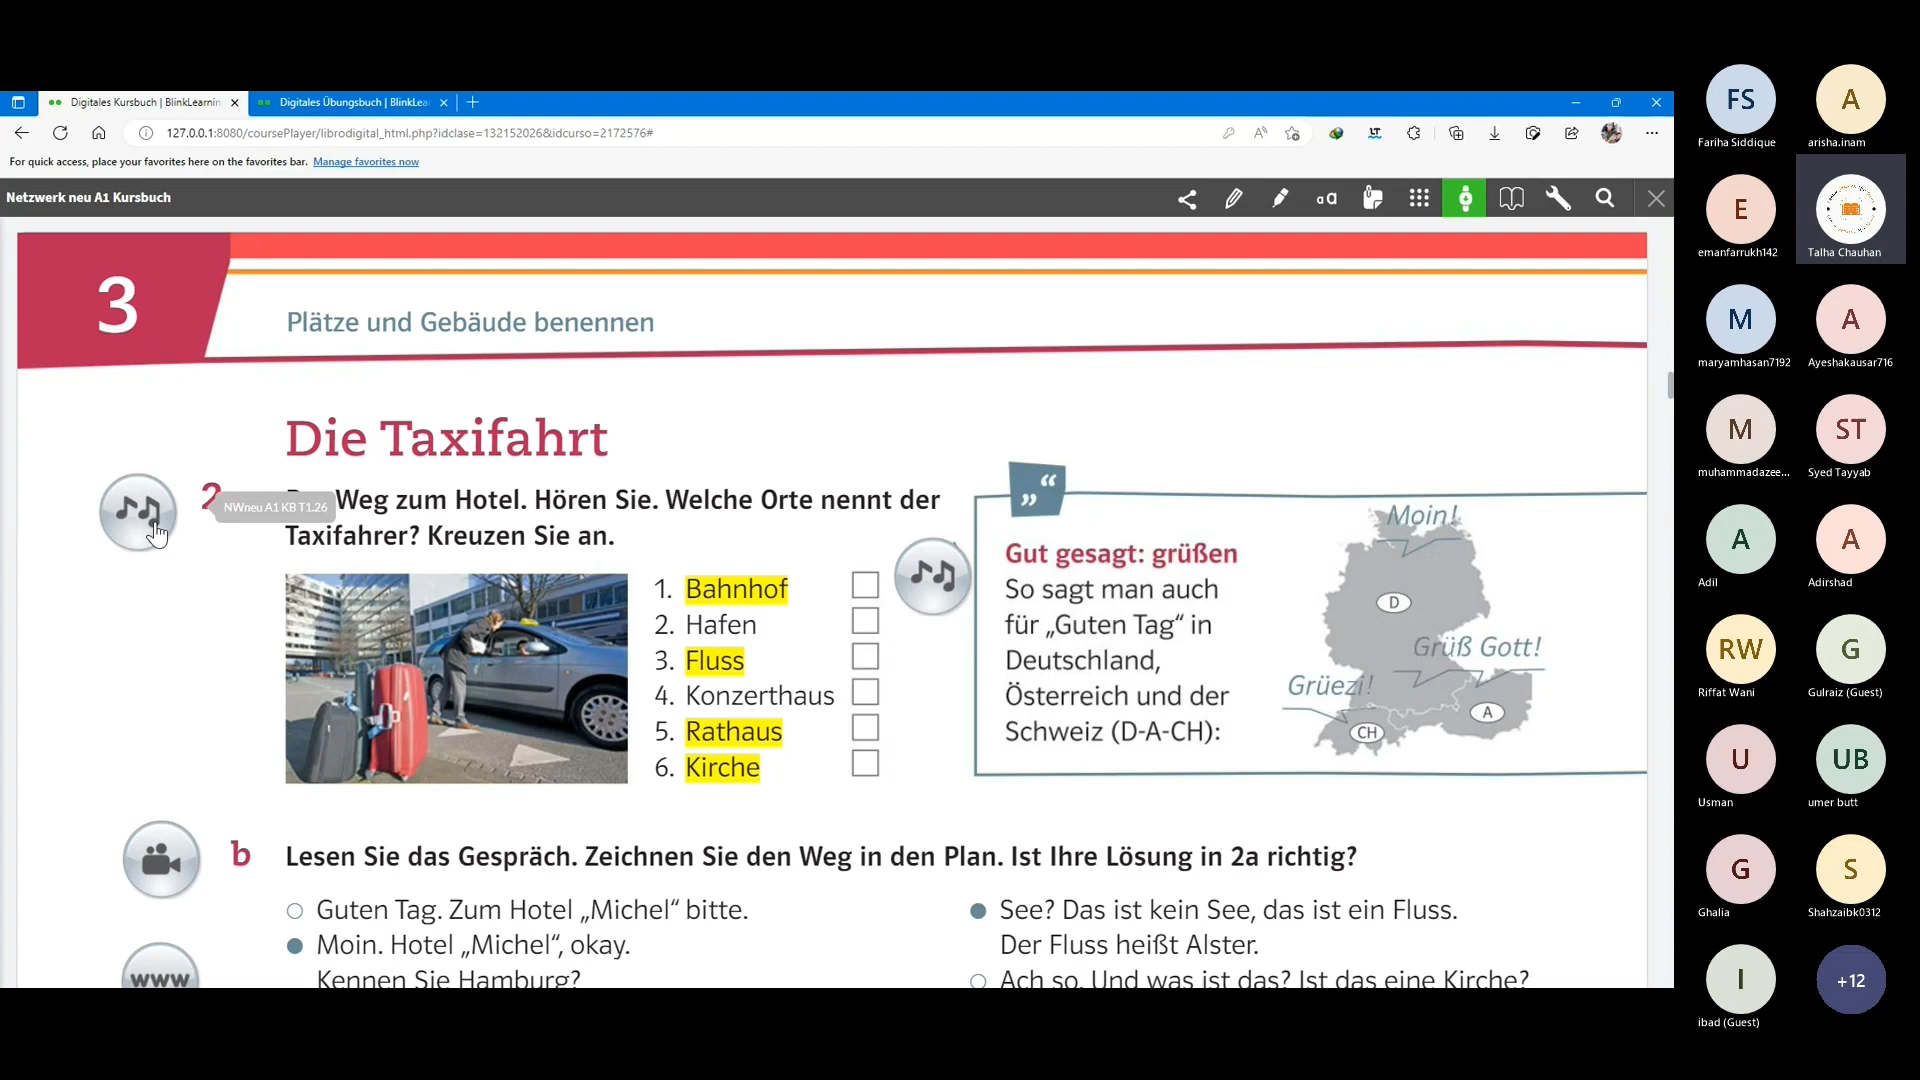 Digitales Kursbuch | BlinkLearnin
Digitales Übungsbuch | BlinkLea
127.0.0.1:8080/coursePlayer/librodigital_html.php?idclase=132152026&idcurso=2172576#
For quick access, place your favorites here on the favorites bar. Manage favorites now
Netzwerk neu A1 Kursbuch
aa
3
Plätze und Gebäude benennen
Die Taxifahrt
2
NWneu A1 KB T1.26
Weg zum Hotel. Hören Sie. Welche Orte nennt der
Taxifahrer? Kreuzen Sie an.
1. Bahnhof
2. Hafen
3. Fluss
4. Konzerthaus
5. Rathaus
6. Kirche
Gut gesagt: grüßen
So sagt man auch
für „Guten Tag“ in
Deutschland,
Österreich und der
Schweiz (D-A-CH):
Moin!
D
Grüß Gott!
Grüezi!
A
CH
b Lesen Sie das Gespräch. Zeichnen Sie den Weg in den Plan. Ist Ihre Lösung in 2a richtig?
Guten Tag. Zum Hotel „Michel“ bitte.
Moin. Hotel „Michel“, okay.
Kennen Sie Hamburg?
See? Das ist kein See, das ist ein Fluss.
Der Fluss heißt Alster.
Ach so. Und was ist das? Ist das eine Kirche?
www
FS
Fariha Siddique
A
arisha.inam
E
emanfarrukh142
Talha Chauhan
M
maryamhasan7192
A
Ayeshakausar716
M
muhammadazee...
ST
Syed Tayyab
A
Adil
A
Adirshad
RW
Riffat Wani
G
Gulraiz (Guest)
U
Usman
UB
umer butt
G
Ghalia
S
Shahzaibk0312
I
ibad (Guest)
+12